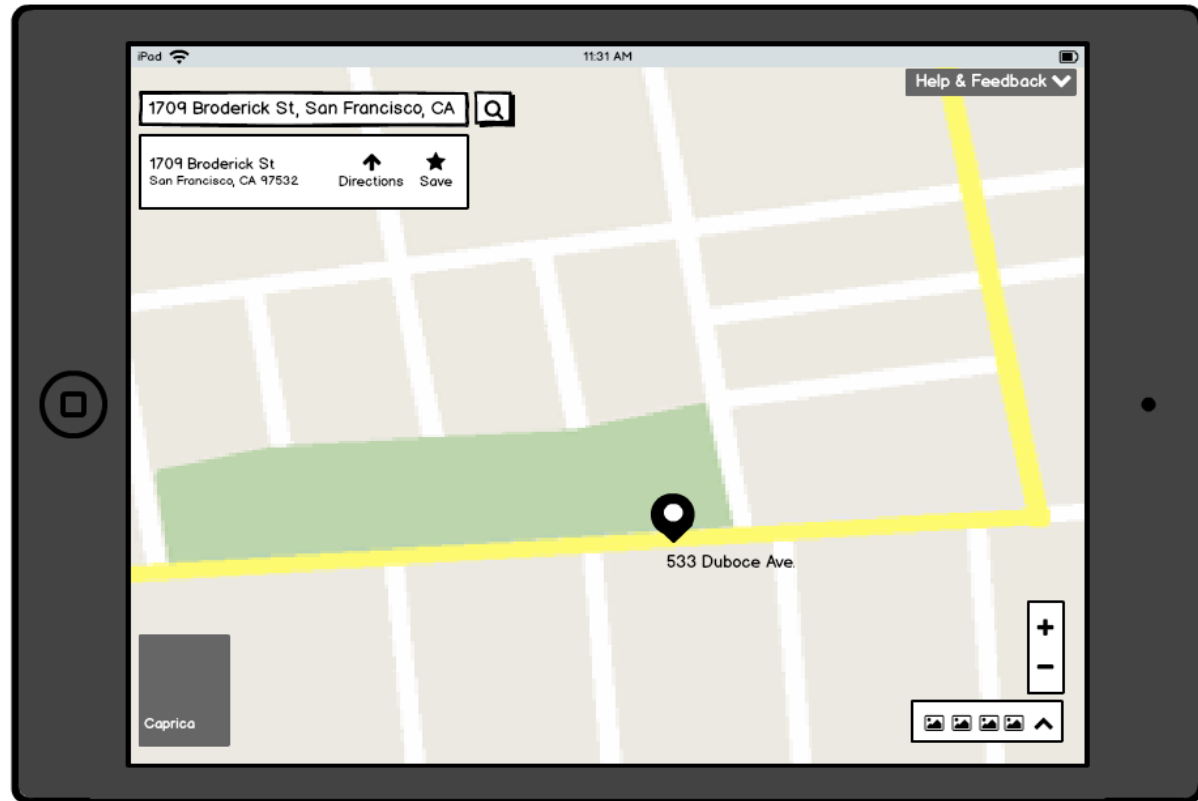 iPad
11:31 AM
Help & Feedback
1709 Broderick St, San Francisco, CA
1709 Broderick St
San Francisco, CA 97532
Directions
Save
533 Duboce Ave.
+
−
Caprica